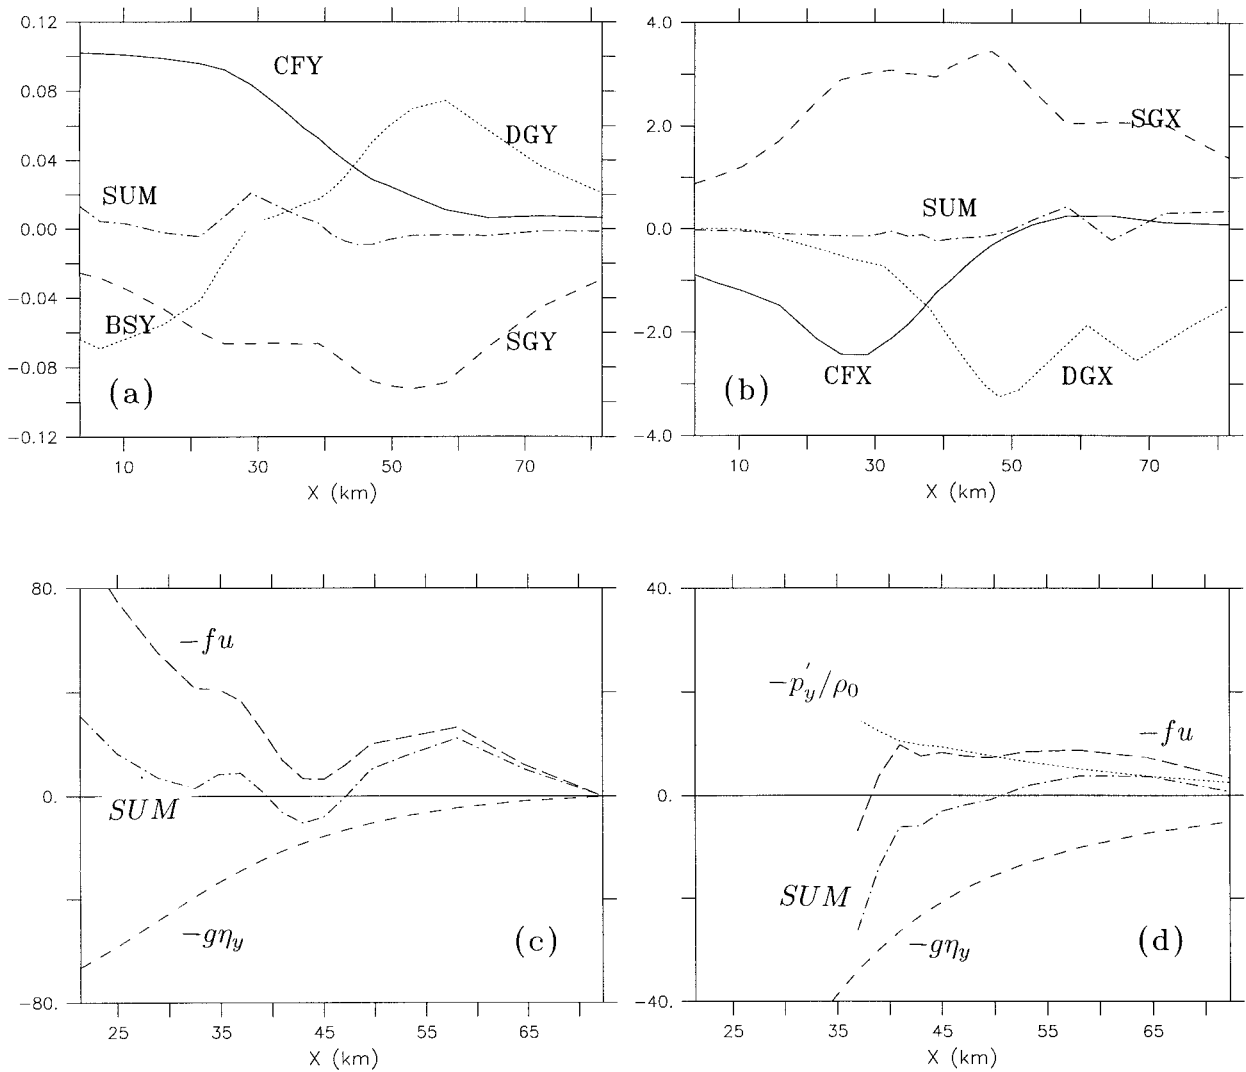 0.12
0.08
0.04
0.00
−0.04
−0.08
−0.12
CFY
DGY
SUM
BSY
SGY
(a)
10 30 50 70
X (km)
4.0
2.0
0.0
−2.0
−4.0
SGX
SUM
CFX
DGX
(b)
10 30 50 70
X (km)
80.
0.
−80.
−fu
SUM
−gη_y
(c)
25 35 45 55 65
X (km)
40.
0.
−40.
−p'_y/ρ_0
−fu
SUM
−gη_y
(d)
25 35 45 55 65
X (km)